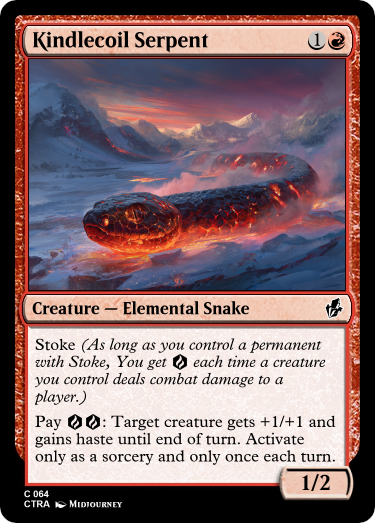 Kindlecoil Serpent 1
Creature — Elemental Snake
Stoke (As long as you control a permanent
with Stoke, You get each time a creature
you control deals combat damage to a
player.)
Pay : Target creature gets +1/+1 and
gains haste until end of turn. Activate
only as a sorcery and only once each turn.
1/2
C 064
CTRA MIDJOURNEY